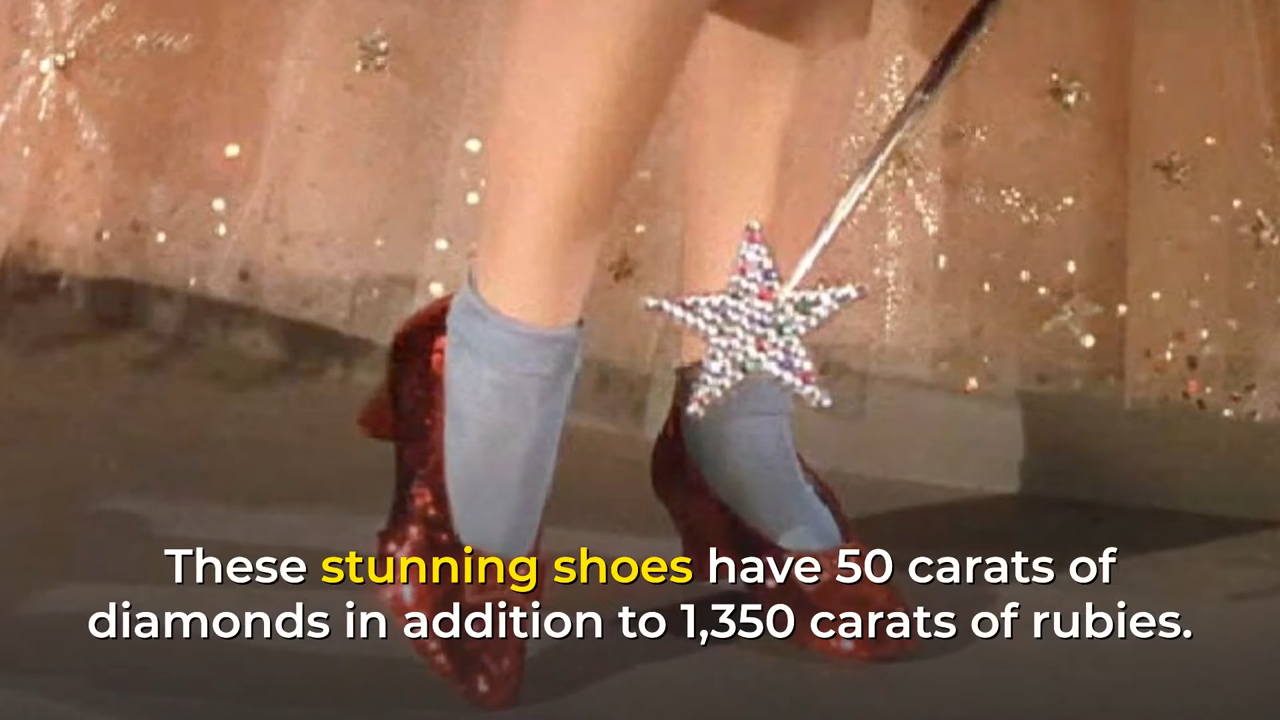 These stunning shoes have 50 carats of
diamonds in addition to 1,350 carats of rubies.